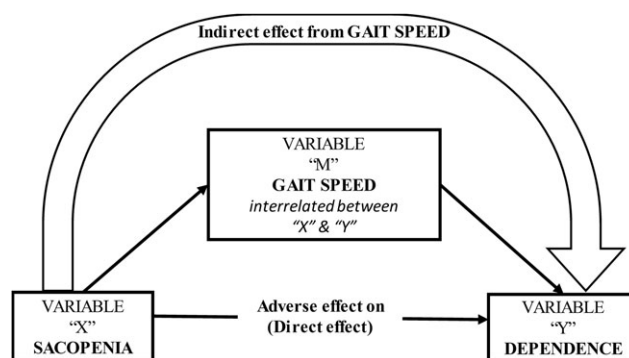 Indirect effect from GAIT SPEED
VARIABLE
“M”
GAIT SPEED
interrelated between
“X” & “Y”
VARIABLE
“X”
SACOPENIA
Adverse effect on
(Direct effect)
VARIABLE
“Y”
DEPENDENCE